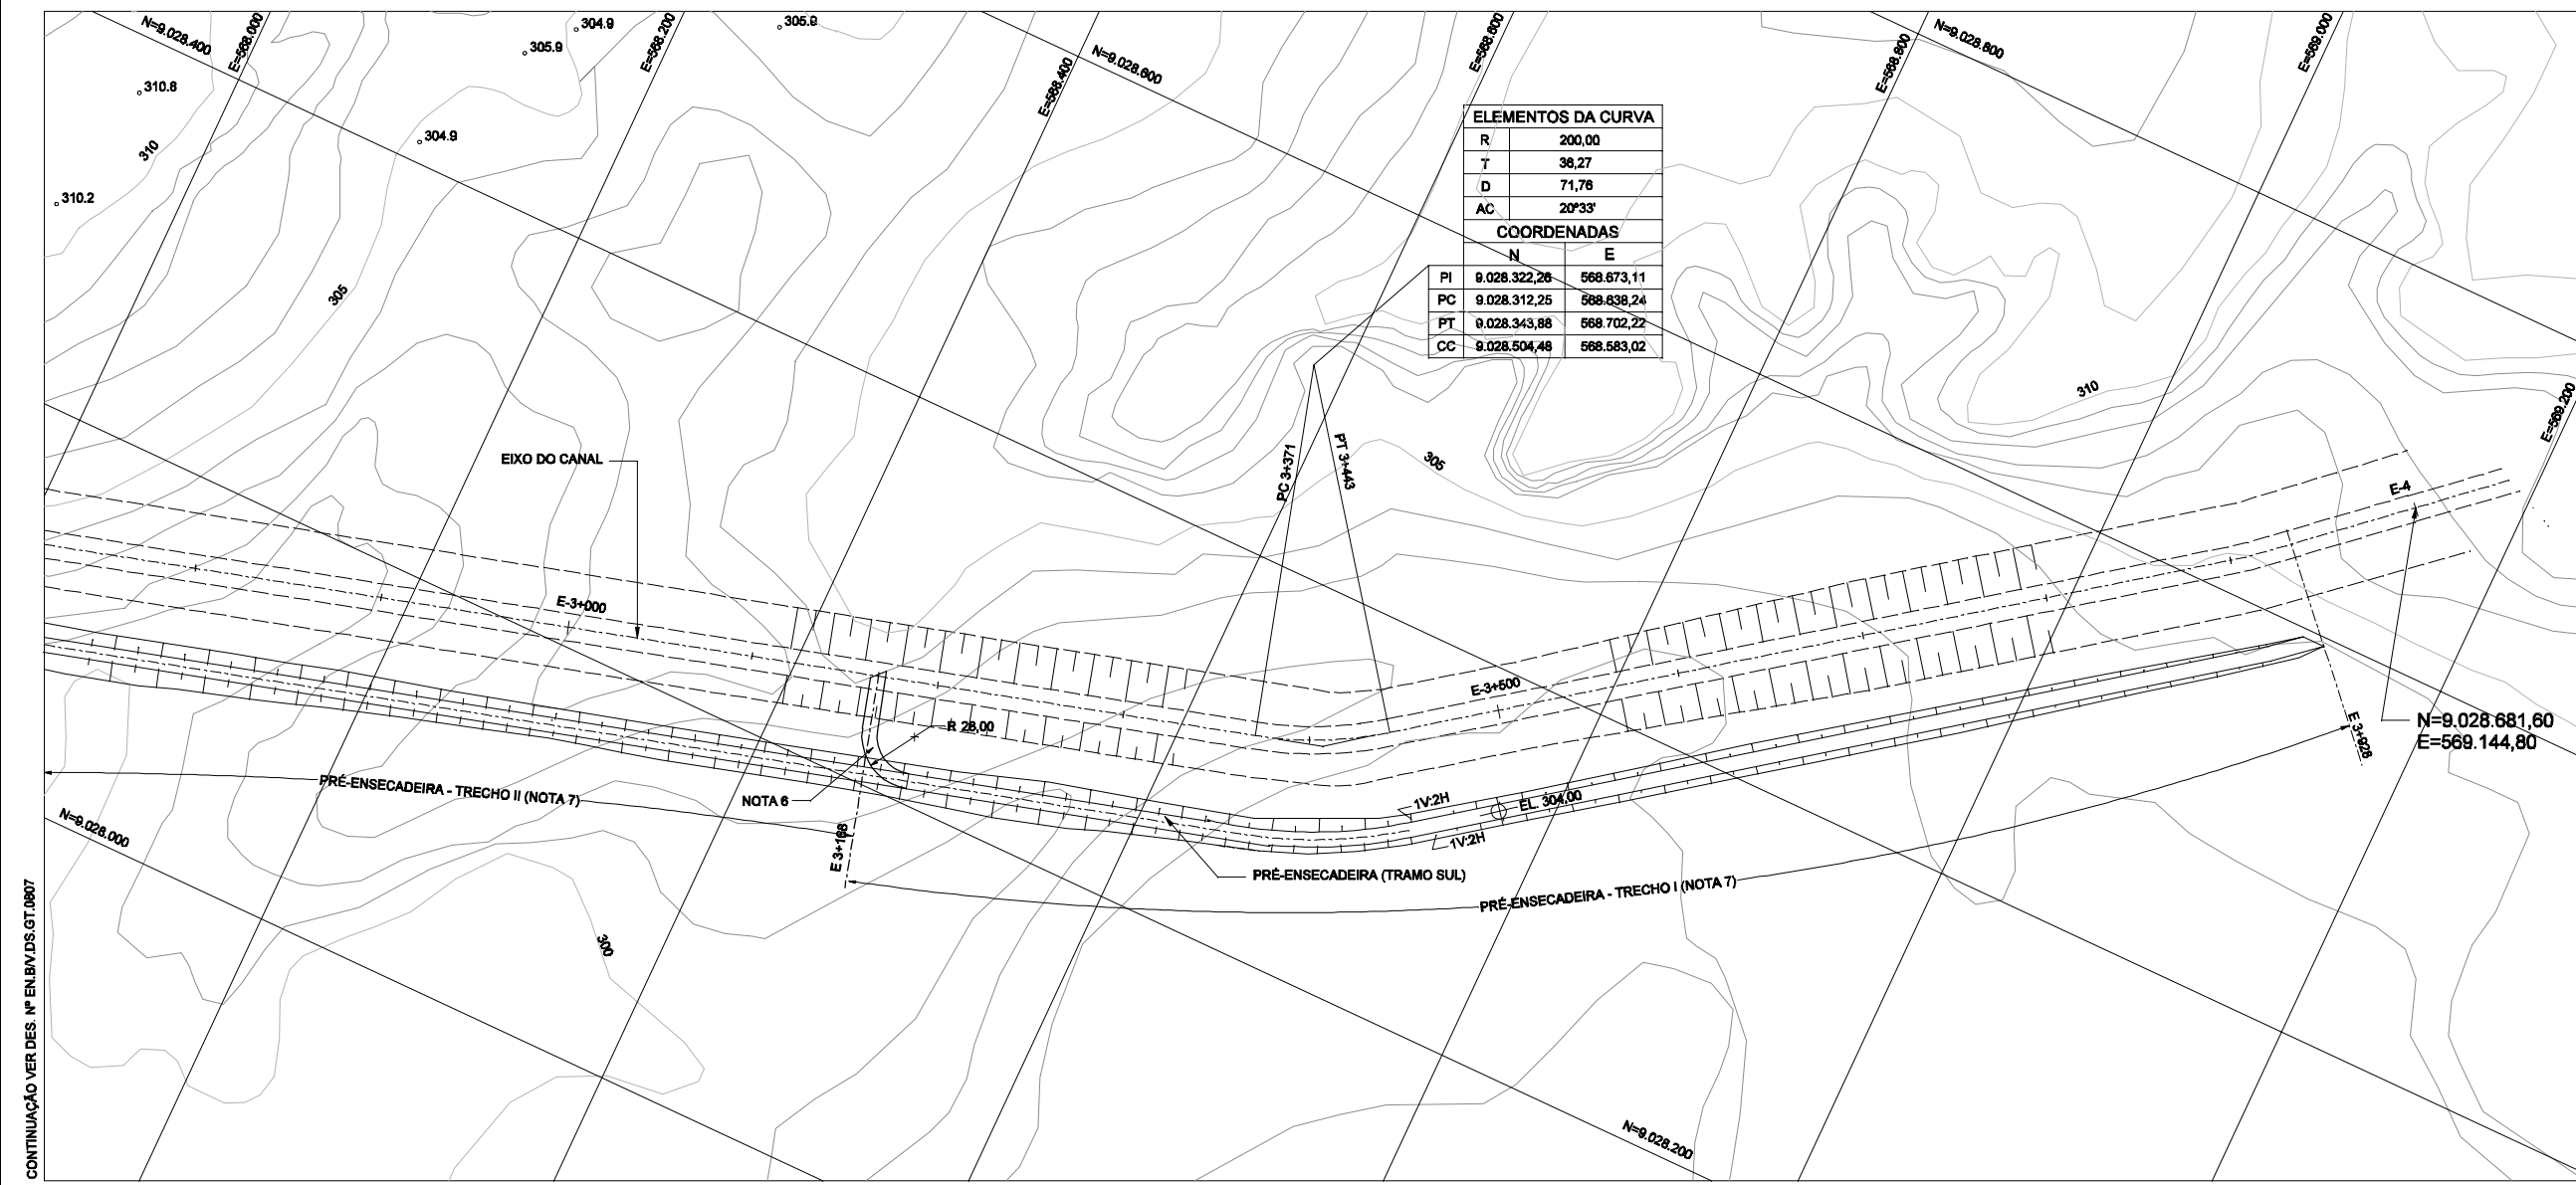 N=9.028.400
E=568.000
304.9
305.9
E=568.200
305.9
E=568.400
N=9.028.600
E=568.600
E=568.800
N=9.028.800
E=569.000
310.8
310
304.9
310.2
305
ELEMENTOS DA CURVA
R 200,00
T 36,27
D 71,76
AC 20°33'
COORDENADAS
N E
PI 9.028.322,26 568.673,11
PC 9.028.312,25 568.638,24
PT 9.028.343,88 568.702,22
CC 9.028.504,48 568.583,02
310
E=569.200
EIXO DO CANAL
PC 3+371
PT 3+443
305
E-4
E-3+000
E-3+500
R 28,00
N=9.028.681,60
E=569.144,80
E 3+928
PRÉ-ENSECADEIRA - TRECHO II (NOTA 7)
NOTA 6
1V:2H
EL. 304,00
1V:2H
N=9.028.000
E 3+168
PRÉ-ENSECADEIRA (TRAMO SUL)
PRÉ-ENSECADEIRA - TRECHO I (NOTA 7)
300
N=9.028.200
CONTINUAÇÃO VER DES. Nº EN.B/V.DS.GT.0807